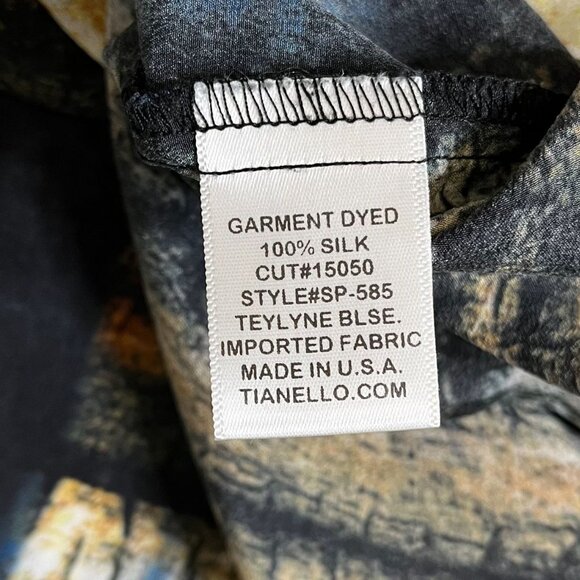 GARMENT DYED
100% SILK
CUT#15050
STYLE#SP-585
TEYLYNE BLSE.
IMPORTED FABRIC
MADE IN U.S.A.
TIANELLO.COM